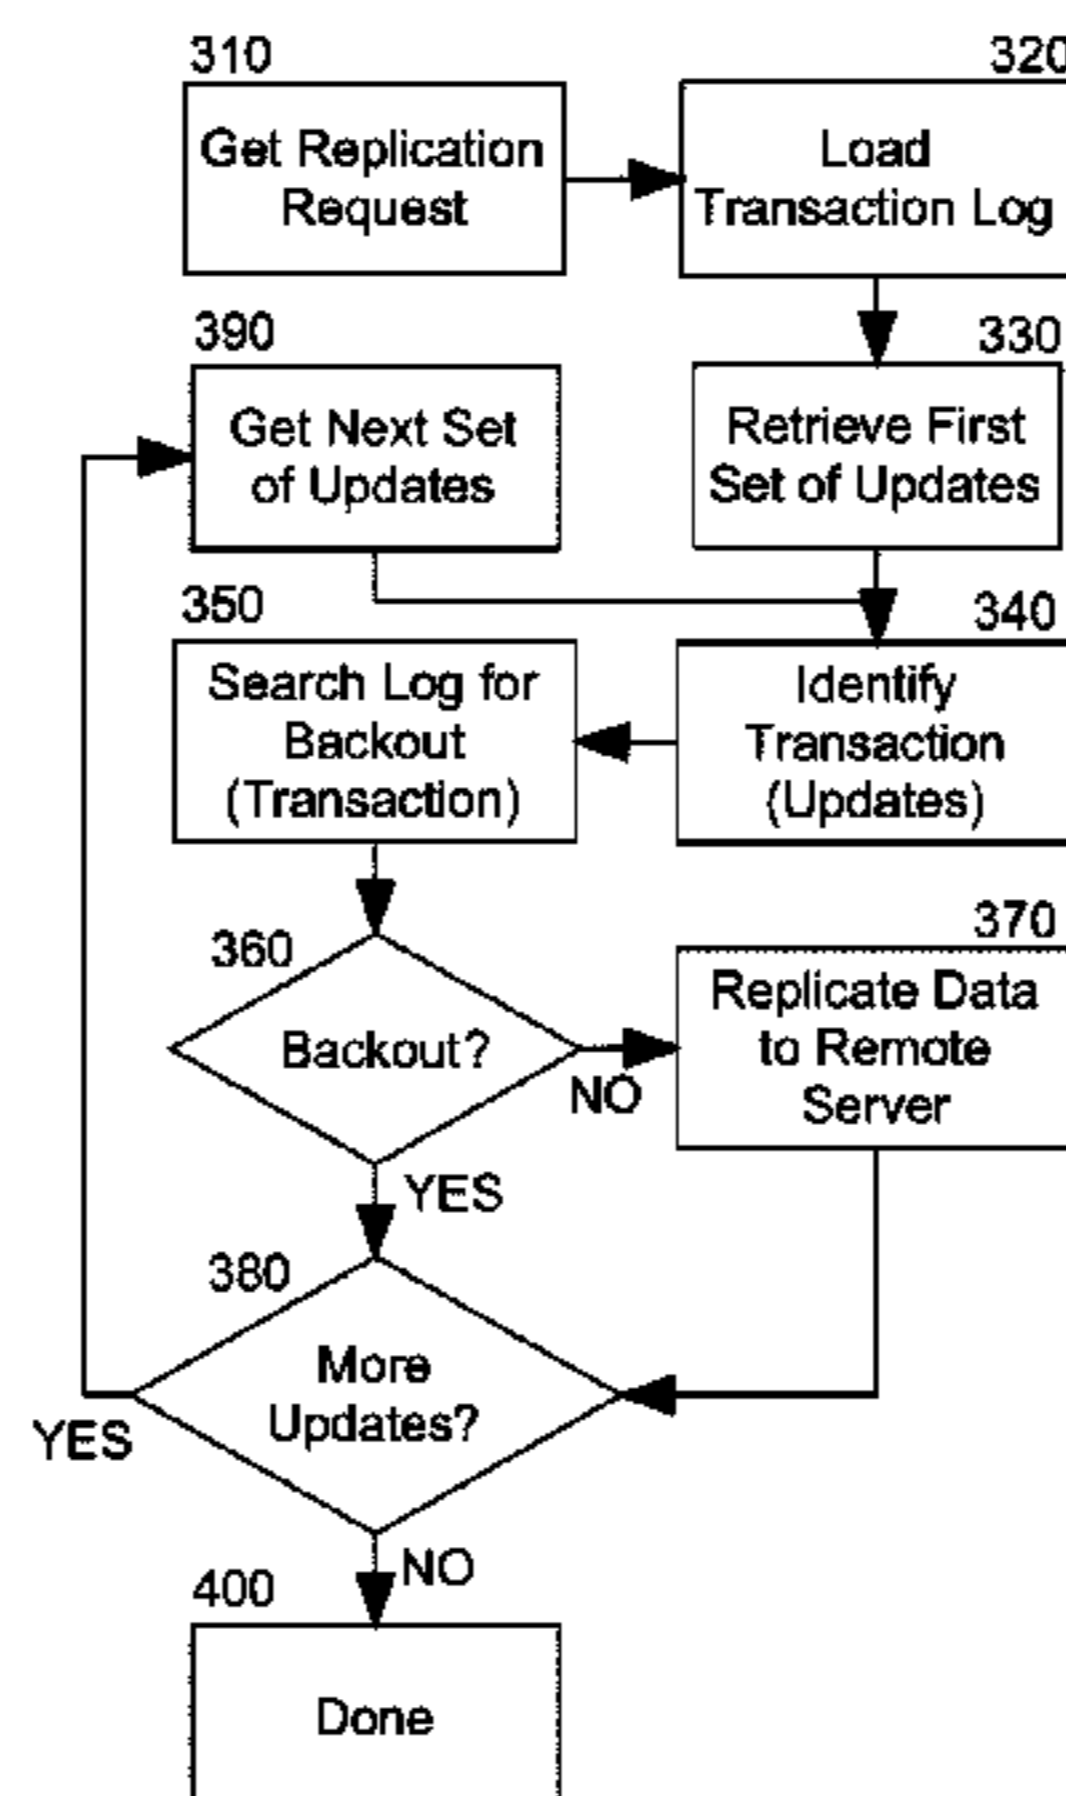 310
Get Replication
Request
320
Load
Transaction Log
390
Get Next Set
of Updates
330
Retrieve First
Set of Updates
350
Search Log for
Backout
(Transaction)
340
Identify
Transaction
(Updates)
360
Backout?
NO
YES
370
Replicate Data
to Remote
Server
380
More
Updates?
YES
NO
400
Done